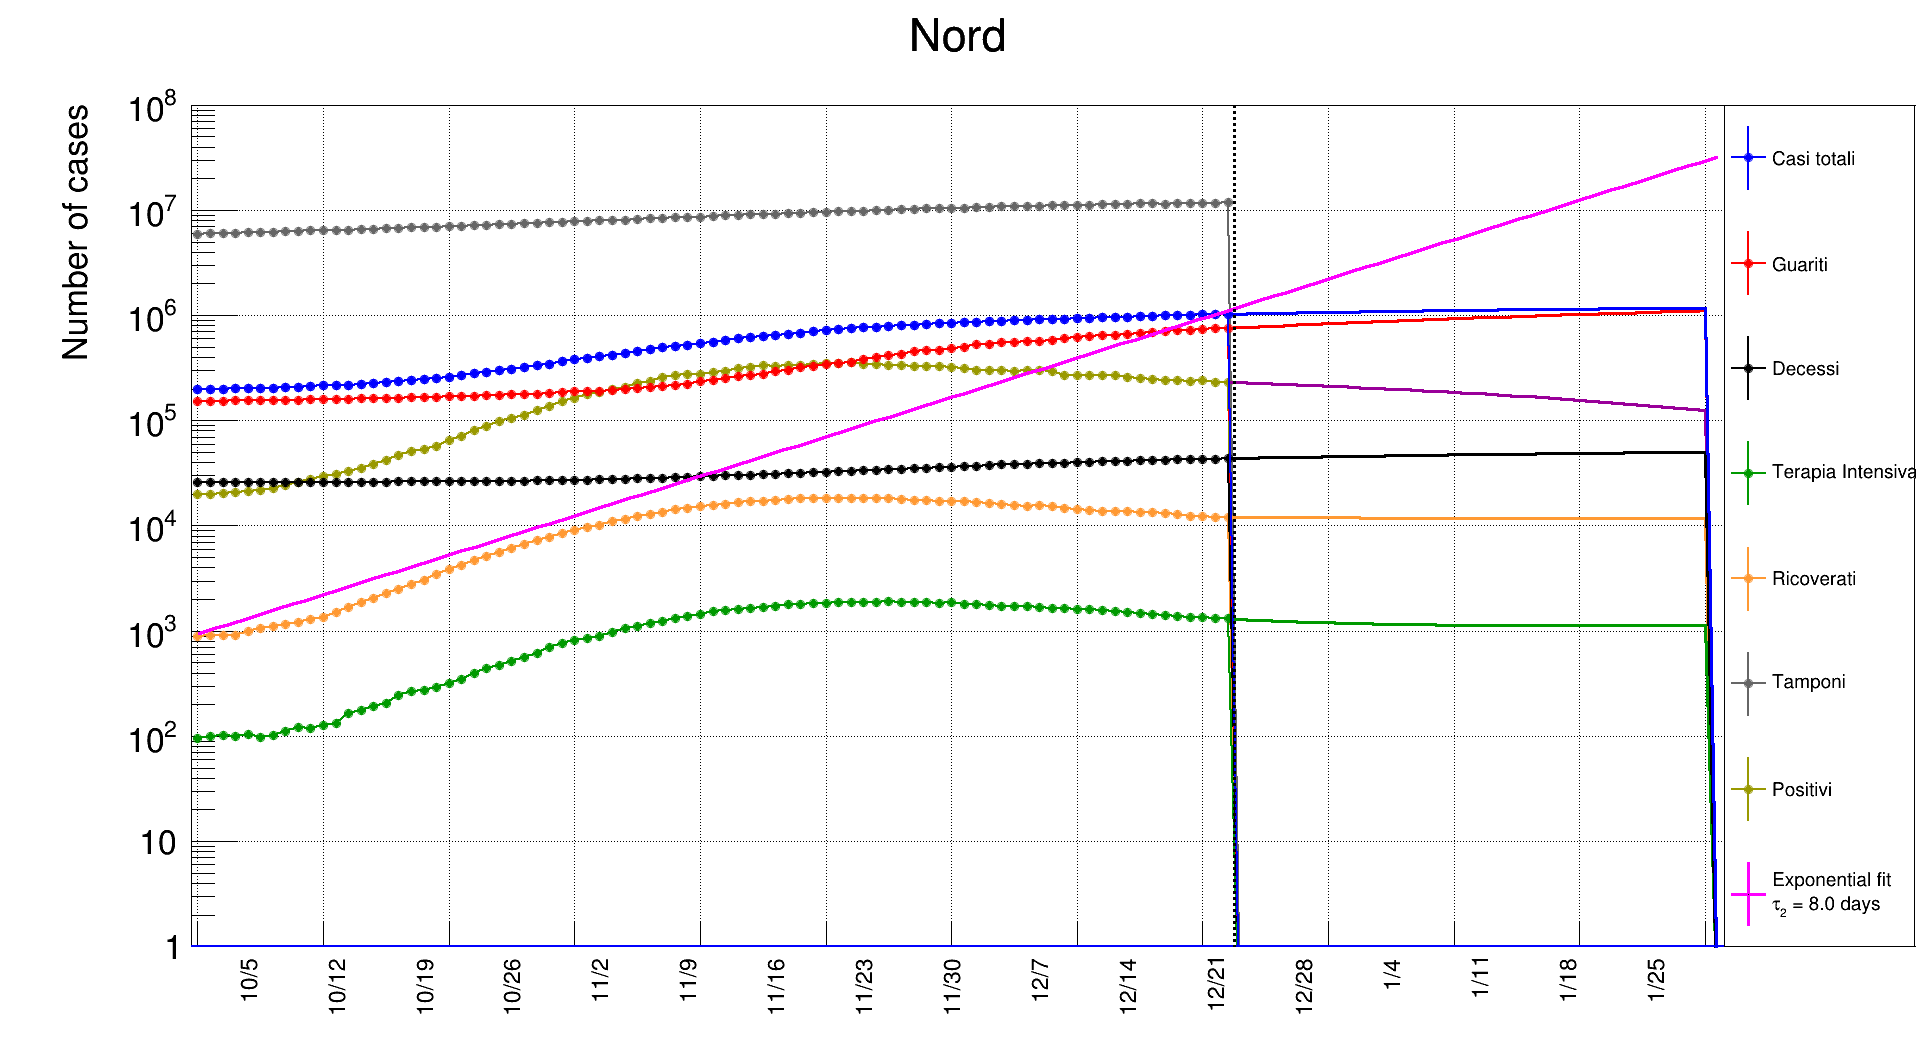 Nord
Number of cases
10^8
10^7
10^6
10^5
10^4
10^3
10^2
10
1
10/5
10/12
10/19
10/26
11/2
11/9
11/16
11/23
11/30
12/7
12/14
12/21
12/28
1/4
1/11
1/18
1/25
Casi totali
Guariti
Decessi
Terapia Intensiva
Ricoverati
Tamponi
Positivi
Exponential fit
τ_2 = 8.0 days